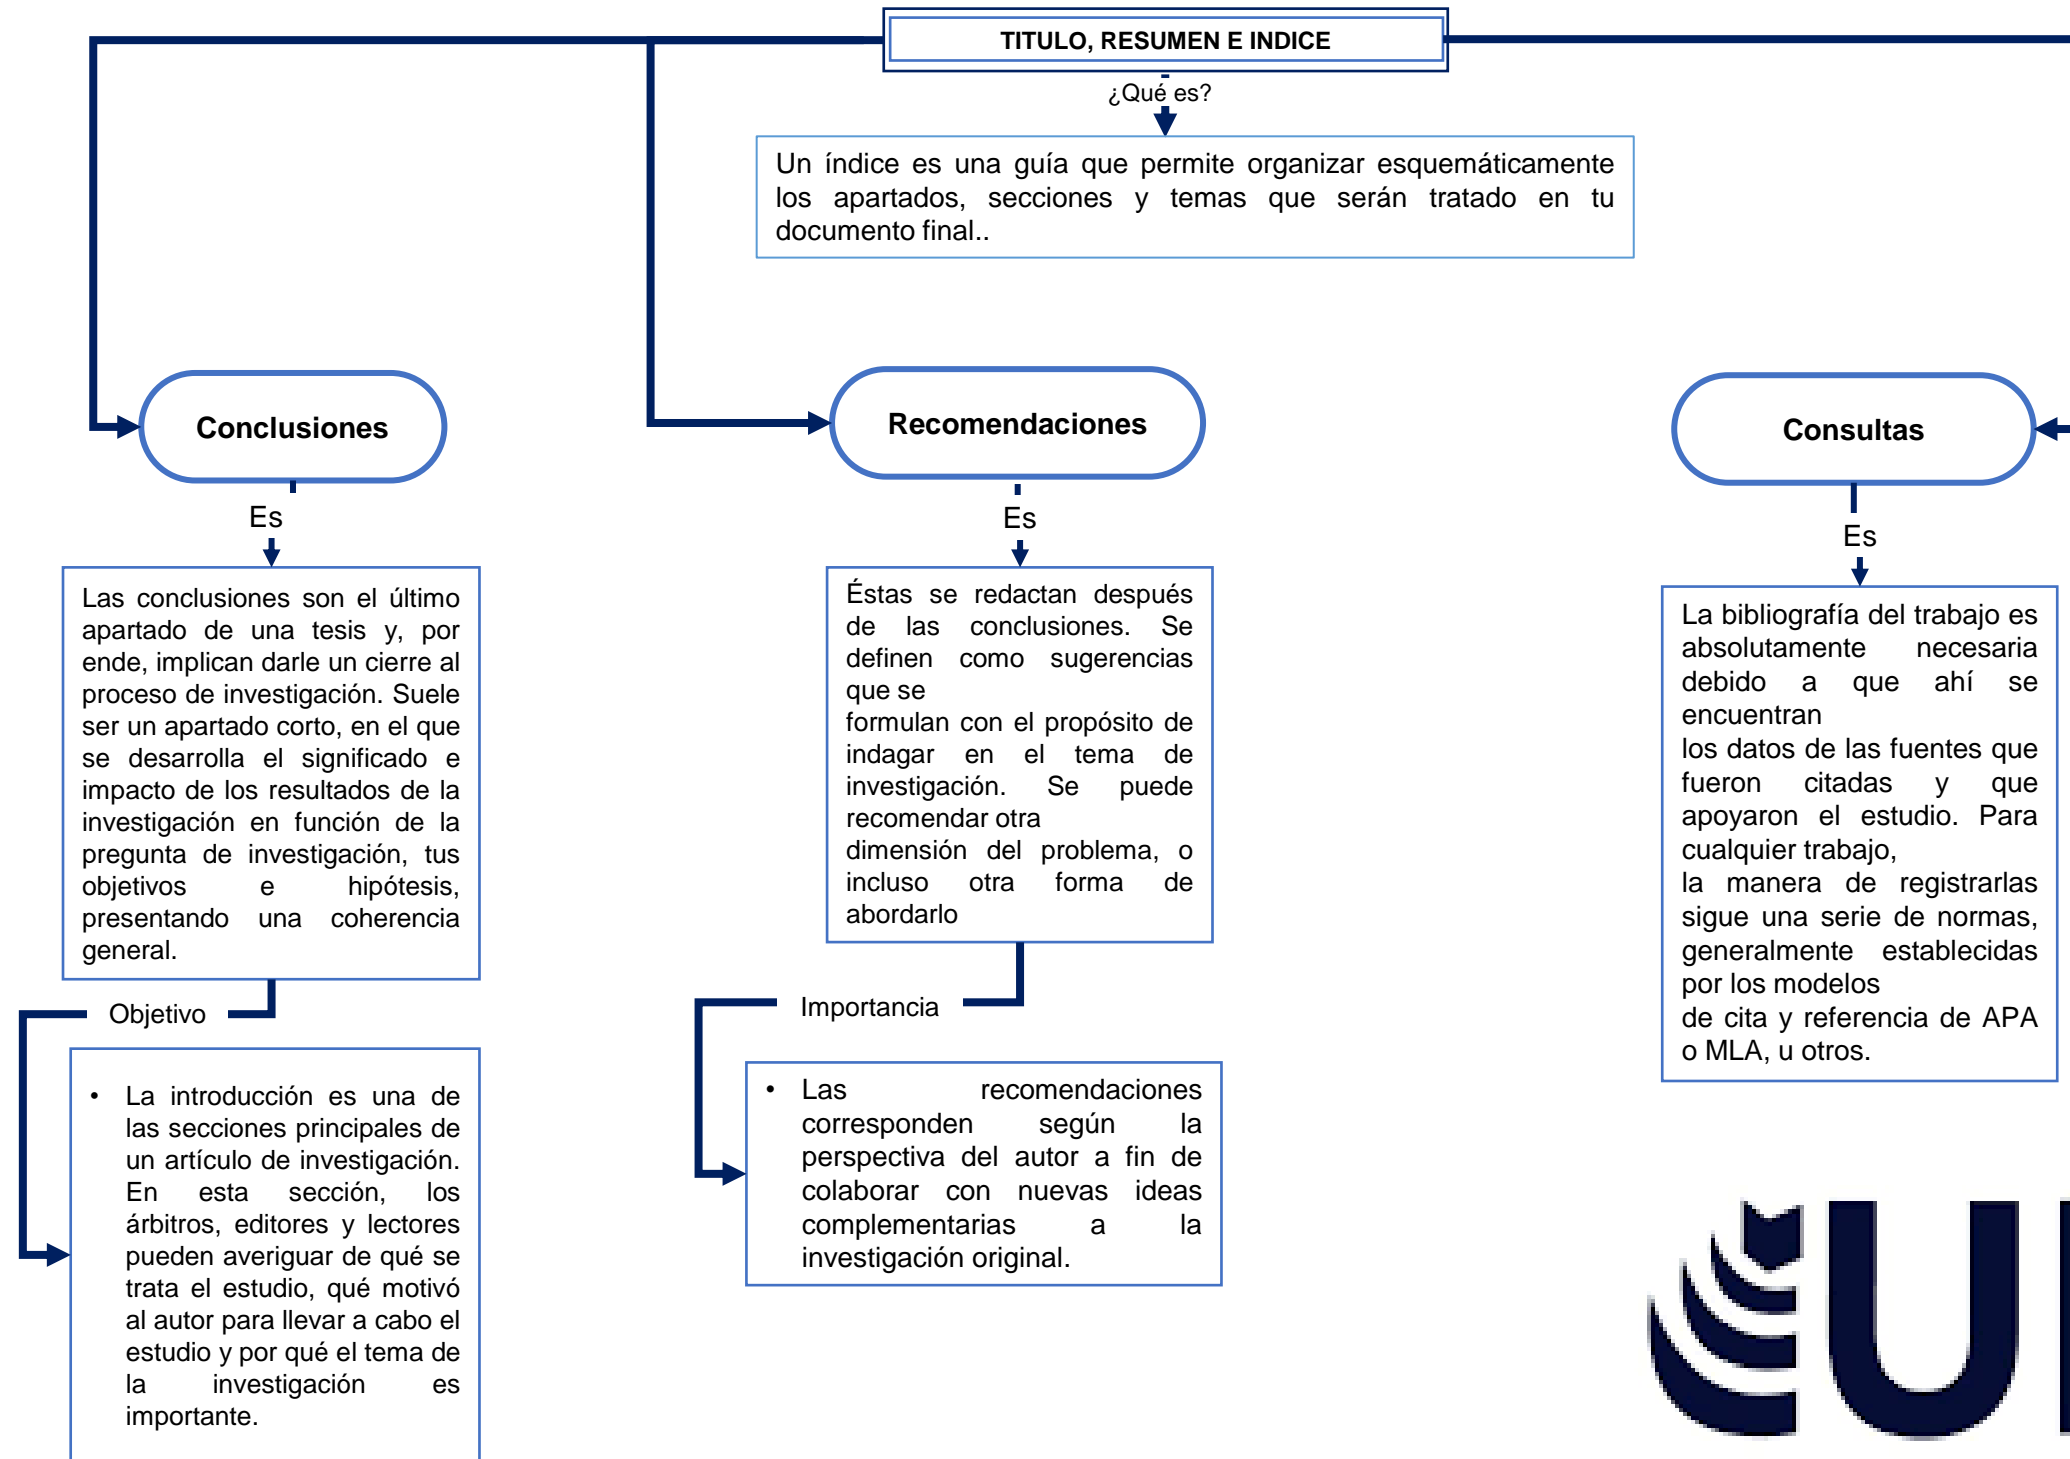 TITULO, RESUMEN E INDICE
¿Qué es?
Un índice es una guía que permite organizar esquemáticamente
los apartados, secciones y temas que serán tratado en tu
documento final..
Conclusiones
Es
Las conclusiones son el último
apartado de una tesis y, por
ende, implican darle un cierre al
proceso de investigación. Suele
ser un apartado corto, en el que
se desarrolla el significado e
impacto de los resultados de la
investigación en función de la
pregunta de investigación, tus
objetivos e hipótesis,
presentando una coherencia
general.
Objetivo
• La introducción es una de
las secciones principales de
un artículo de investigación.
En esta sección, los
árbitros, editores y lectores
pueden averiguar de qué se
trata el estudio, qué motivó
al autor para llevar a cabo el
estudio y por qué el tema de
la investigación es
importante.
Recomendaciones
Es
Éstas se redactan después
de las conclusiones. Se
definen como sugerencias
que se
formulan con el propósito de
indagar en el tema de
investigación. Se puede
recomendar otra
dimensión del problema, o
incluso otra forma de
abordarlo
Importancia
• Las recomendaciones
corresponden según la
perspectiva del autor a fin de
colaborar con nuevas ideas
complementarias a la
investigación original.
Consultas
Es
La bibliografía del trabajo es
absolutamente necesaria
debido a que ahí se
encuentran
los datos de las fuentes que
fueron citadas y que
apoyaron el estudio. Para
cualquier trabajo,
la manera de registrarlas
sigue una serie de normas,
generalmente establecidas
por los modelos
de cita y referencia de APA
o MLA, u otros.
U